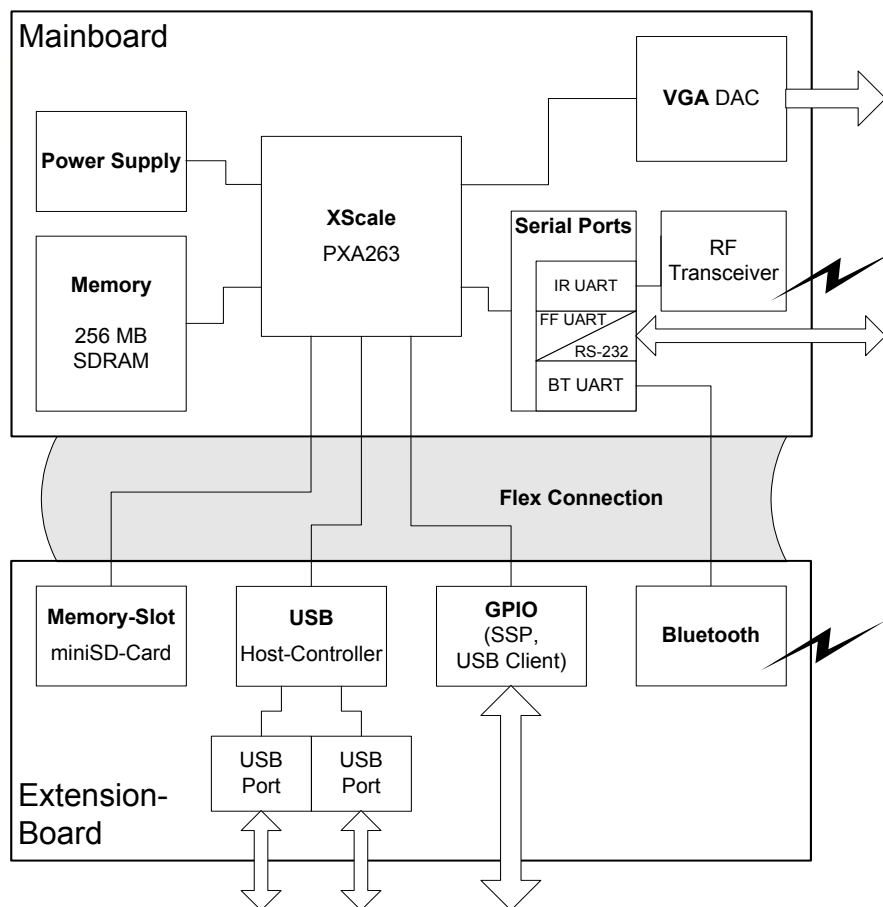 Mainboard
VGA DAC
Power Supply
XScale
PXA263
Serial Ports
RF
Transceiver
Memory
256 MB
SDRAM
IR UART
FF UART
RS-232
BT UART
Flex Connection
Memory-Slot
miniSD-Card
USB
Host-Controller
GPIO
(SSP,
USB Client)
Bluetooth
USB
Port
USB
Port
Extension-
Board